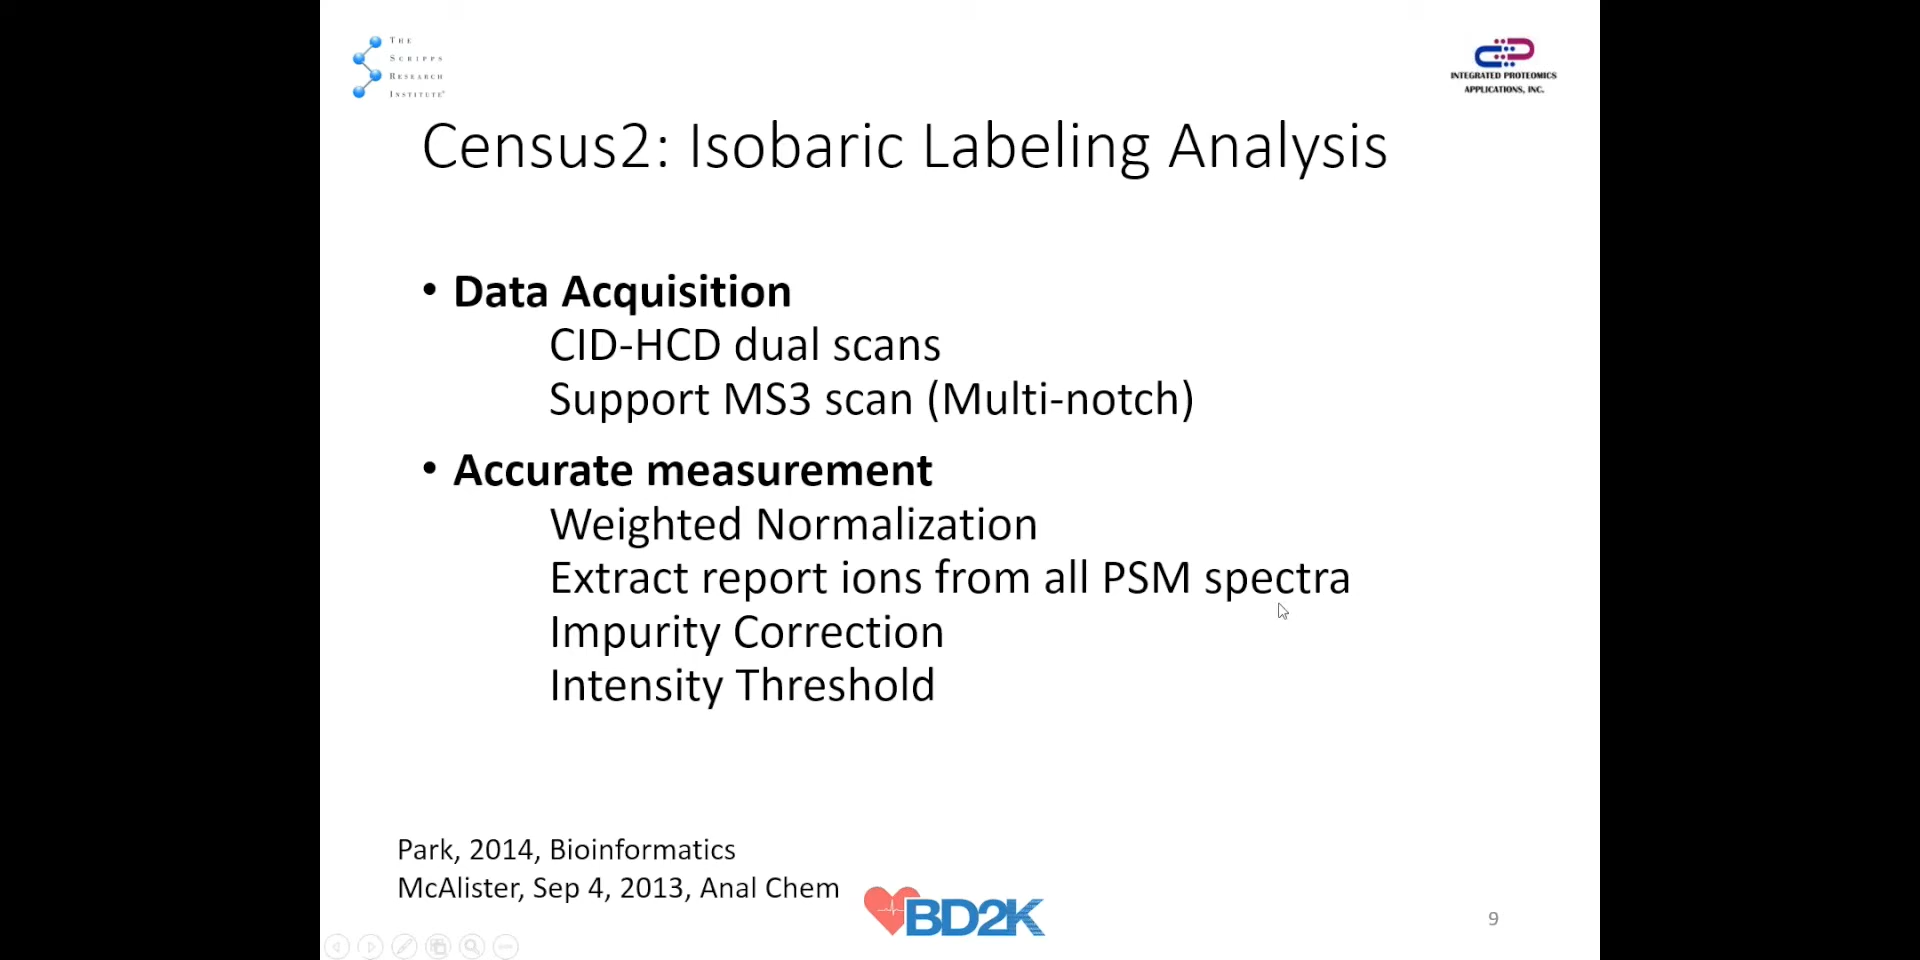 THE
SCRIPPS
RESEARCH
INSTITUTE®
INTEGRATED PROTEOMICS
APPLICATIONS, INC.
Census2: Isobaric Labeling Analysis
• Data Acquisition
CID-HCD dual scans
Support MS3 scan (Multi-notch)
• Accurate measurement
Weighted Normalization
Extract report ions from all PSM spectra
Impurity Correction
Intensity Threshold
Park, 2014, Bioinformatics
McAlister, Sep 4, 2013, Anal Chem
BD2K
9